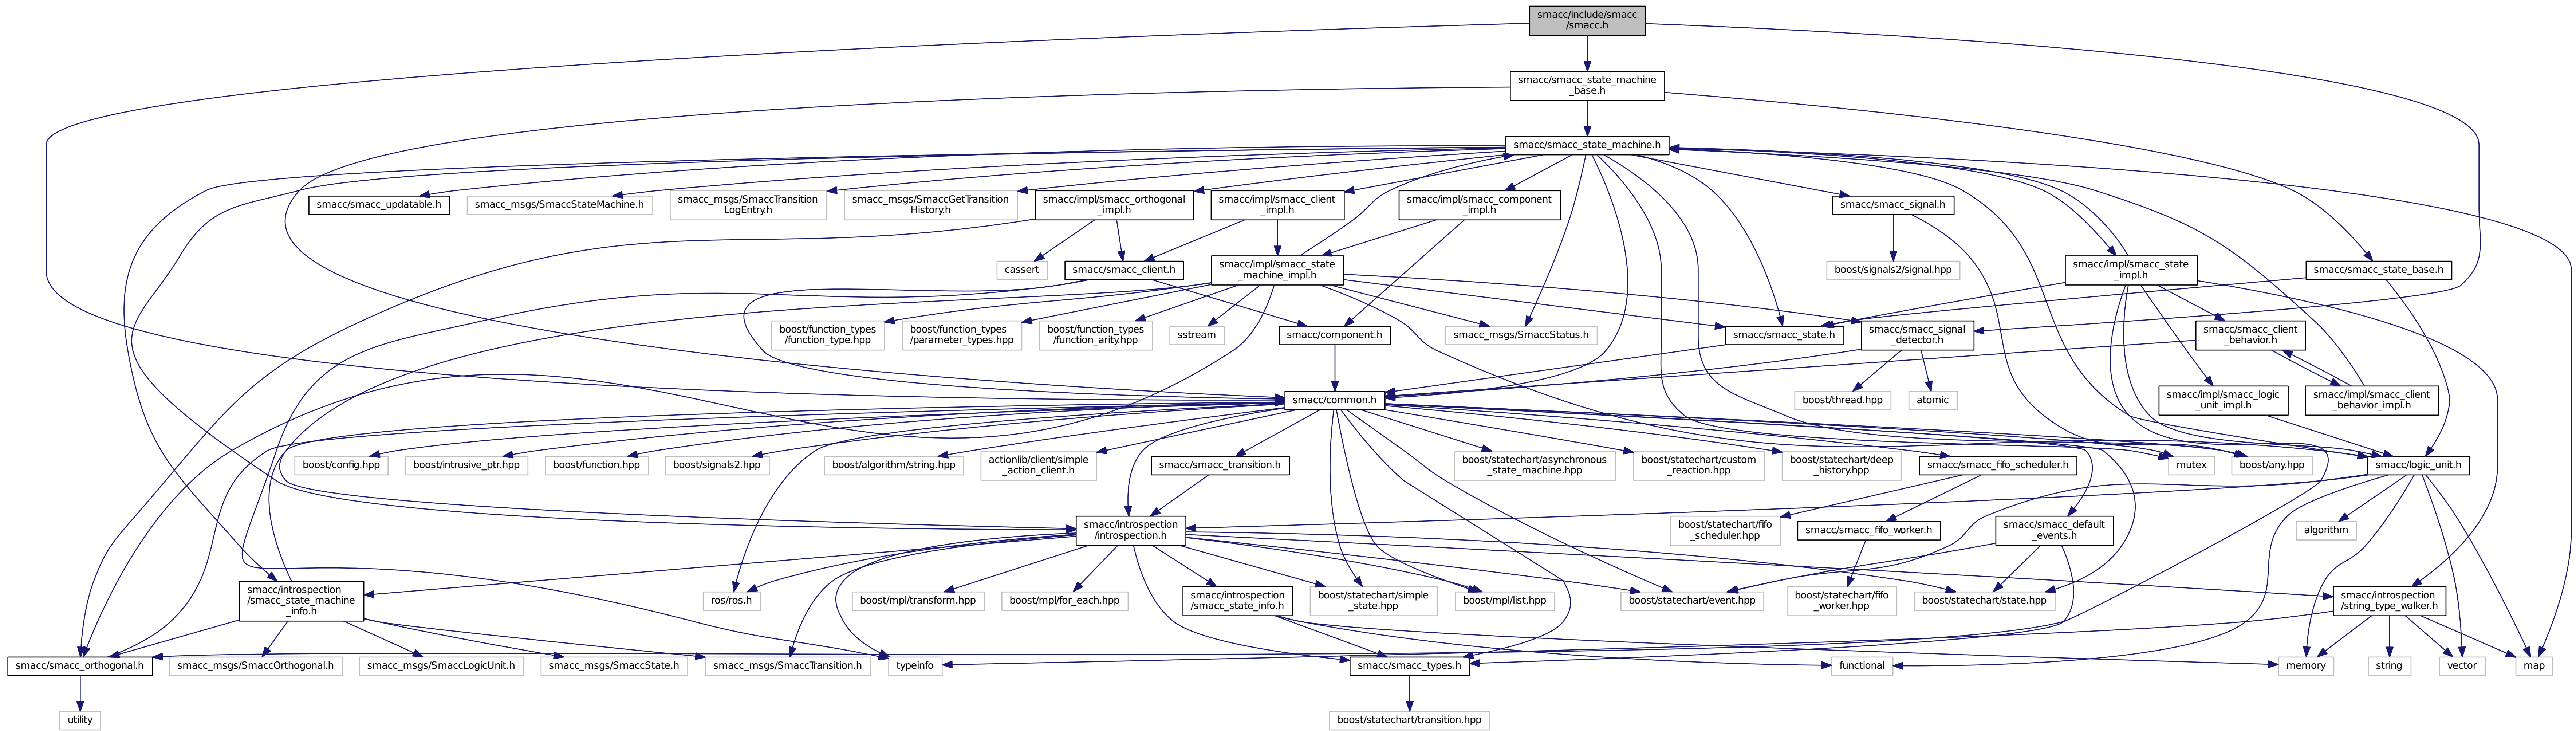 smacc/include/smacc
/smacc.h
smacc/smacc_state_machine
_base.h
smacc/smacc_state_machine.h
smacc/smacc_updatable.h
smacc_msgs/SmaccStateMachine.h
smacc_msgs/SmaccTransition
LogEntry.h
smacc_msgs/SmaccGetTransition
History.h
smacc/impl/smacc_orthogonal
_impl.h
smacc/impl/smacc_client
_impl.h
smacc/impl/smacc_component
_impl.h
smacc/smacc_signal.h
cassert
smacc/smacc_client.h
smacc/impl/smacc_state
_machine_impl.h
boost/signals2/signal.hpp
smacc/impl/smacc_state
_impl.h
smacc/smacc_state_base.h
boost/function_types
/function_type.hpp
boost/function_types
/parameter_types.hpp
boost/function_types
/function_arity.hpp
sstream
smacc/component.h
smacc_msgs/SmaccStatus.h
smacc/smacc_state.h
smacc/smacc_signal
_detector.h
smacc/smacc_client
_behavior.h
smacc/common.h
boost/thread.hpp
atomic
smacc/impl/smacc_logic
_unit_impl.h
smacc/impl/smacc_client
_behavior_impl.h
boost/config.hpp
boost/intrusive_ptr.hpp
boost/function.hpp
boost/signals2.hpp
boost/algorithm/string.hpp
actionlib/client/simple
_action_client.h
smacc/smacc_transition.h
boost/statechart/asynchronous
_state_machine.hpp
boost/statechart/custom
_reaction.hpp
boost/statechart/deep
_history.hpp
smacc/smacc_fifo_scheduler.h
mutex
boost/any.hpp
smacc/logic_unit.h
smacc/introspection
/introspection.h
boost/statechart/fifo
_scheduler.hpp
smacc/smacc_fifo_worker.h
smacc/smacc_default
_events.h
algorithm
smacc/introspection
/smacc_state_machine
_info.h
ros/ros.h
boost/mpl/transform.hpp
boost/mpl/for_each.hpp
smacc/introspection
/smacc_state_info.h
boost/statechart/simple
_state.hpp
boost/mpl/list.hpp
boost/statechart/event.hpp
boost/statechart/fifo
_worker.hpp
boost/statechart/state.hpp
smacc/introspection
/string_type_walker.h
smacc/smacc_orthogonal.h
smacc_msgs/SmaccOrthogonal.h
smacc_msgs/SmaccLogicUnit.h
smacc_msgs/SmaccState.h
smacc_msgs/SmaccTransition.h
typeinfo
smacc/smacc_types.h
functional
memory
string
vector
map
utility
boost/statechart/transition.hpp